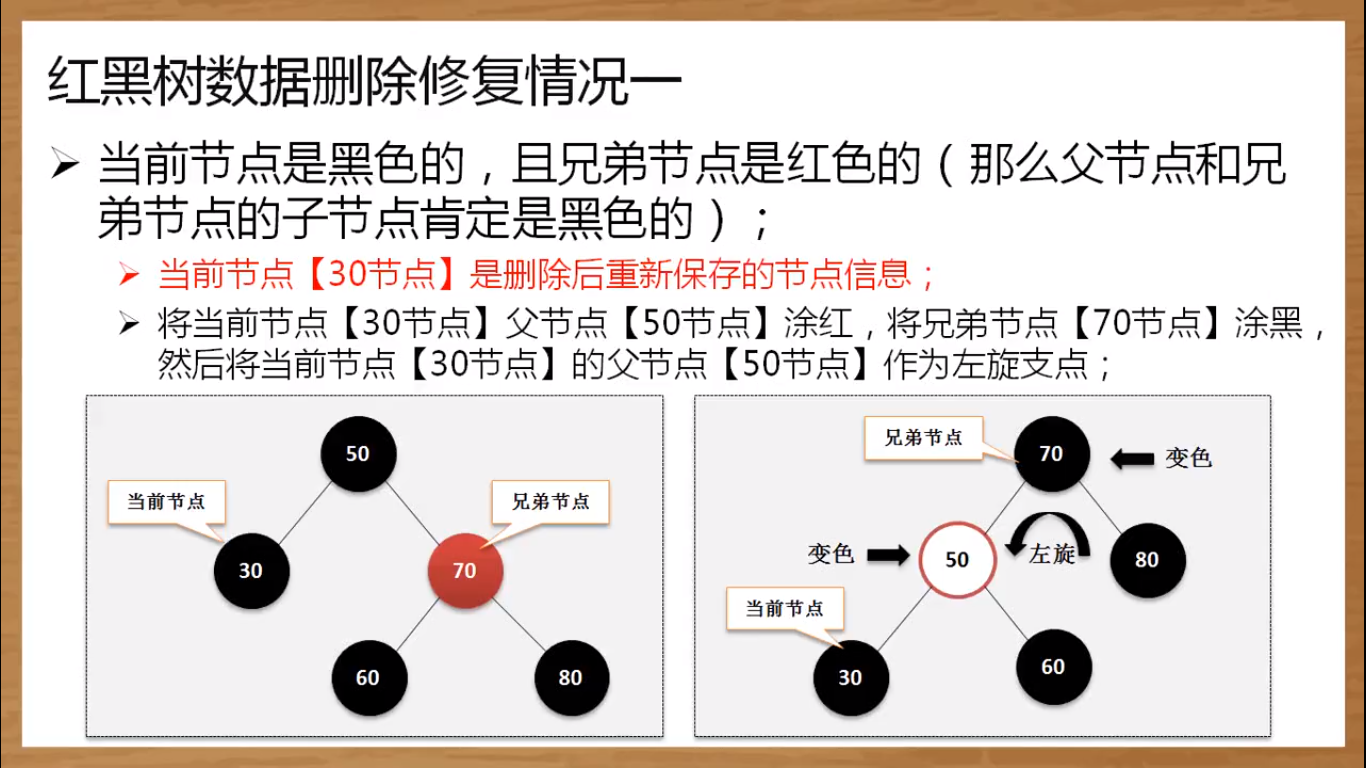 红黑树数据删除修复情况一
当前节点是黑色的，且兄弟节点是红色的（那么父节点和兄
弟节点的子节点肯定是黑色的）；
当前节点【30节点】是删除后重新保存的节点信息；
将当前节点【30节点】父节点【50节点】涂红，将兄弟节点【70节点】涂黑，
然后将当前节点【30节点】的父节点【50节点】作为左旋支点；
50
当前节点
兄弟节点
30
70
60
80
兄弟节点
70
变色
变色
50
左旋
80
当前节点
30
60